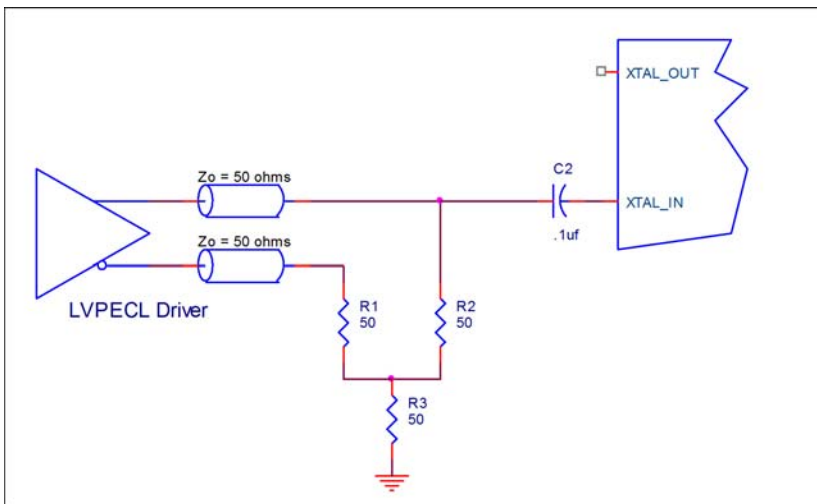 XTAL_OUT
Zo = 50 ohms
C2
XTAL_IN
.1uf
Zo = 50 ohms
LVPECL Driver
R1
50
R2
50
R3
50